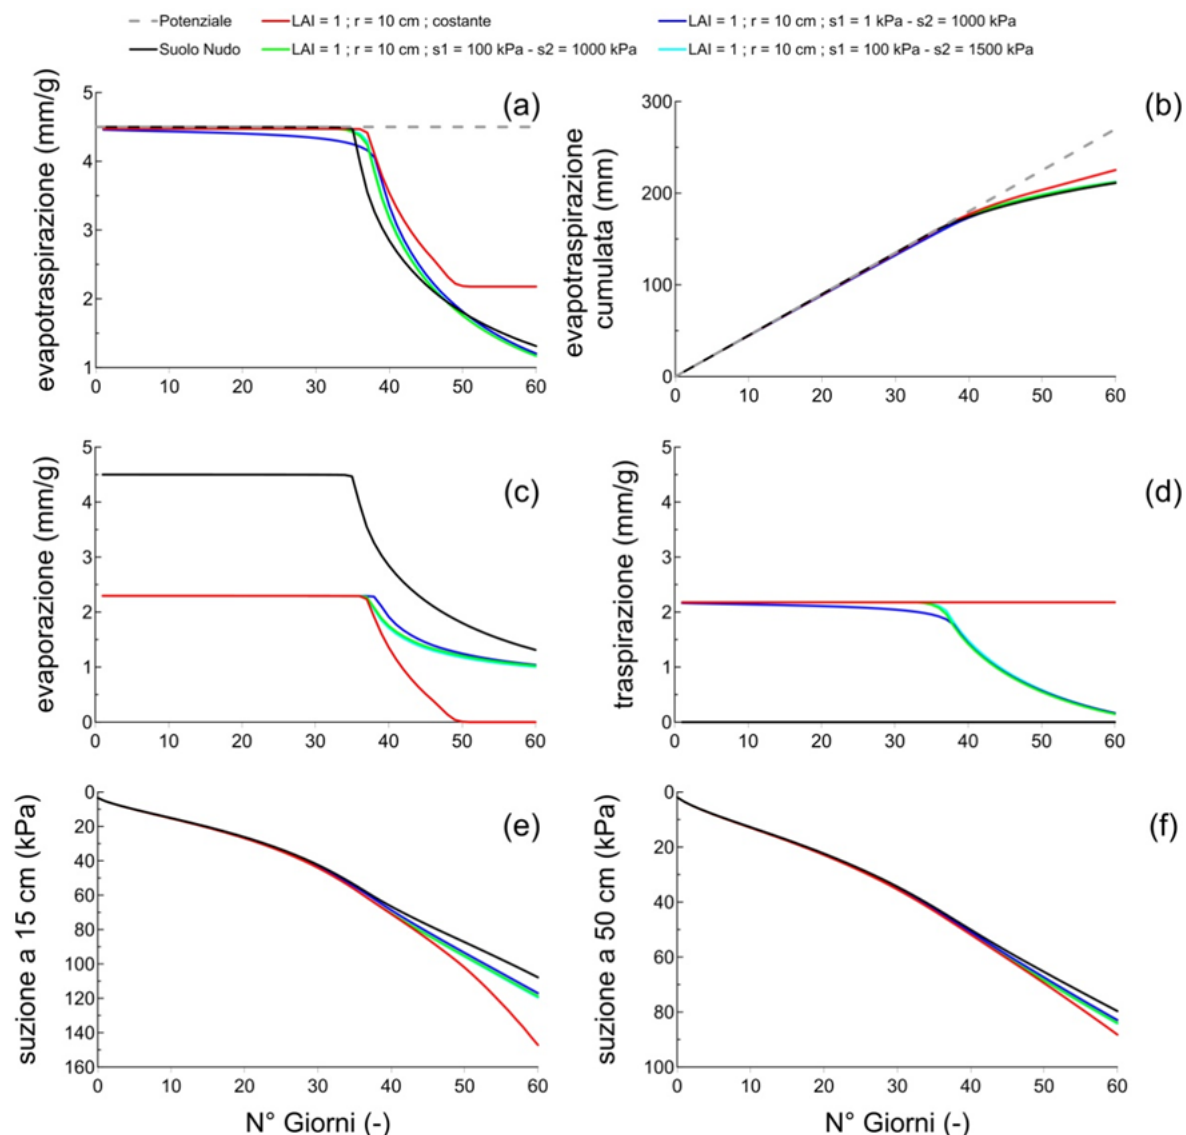 Potenziale
LAI = 1 ; r = 10 cm ; costante
LAI = 1 ; r = 10 cm ; s1 = 1 kPa - s2 = 1000 kPa
Suolo Nudo
LAI = 1 ; r = 10 cm ; s1 = 100 kPa - s2 = 1000 kPa
LAI = 1 ; r = 10 cm ; s1 = 100 kPa - s2 = 1500 kPa
(a)
evapotraspirazione (mm/g)
5
4
3
2
1
0 10 20 30 40 50 60
(b)
evapotraspirazione
cumulata (mm)
300
200
100
0
0 10 20 30 40 50 60
(c)
evaporazione (mm/g)
5
4
3
2
1
0
0 10 20 30 40 50 60
(d)
traspirazione (mm/g)
5
4
3
2
1
0
0 10 20 30 40 50 60
(e)
suzione a 15 cm (kPa)
0
20
40
60
80
100
120
140
160
0 10 20 30 40 50 60
N° Giorni (-)
(f)
suzione a 50 cm (kPa)
0
20
40
60
80
100
0 10 20 30 40 50 60
N° Giorni (-)